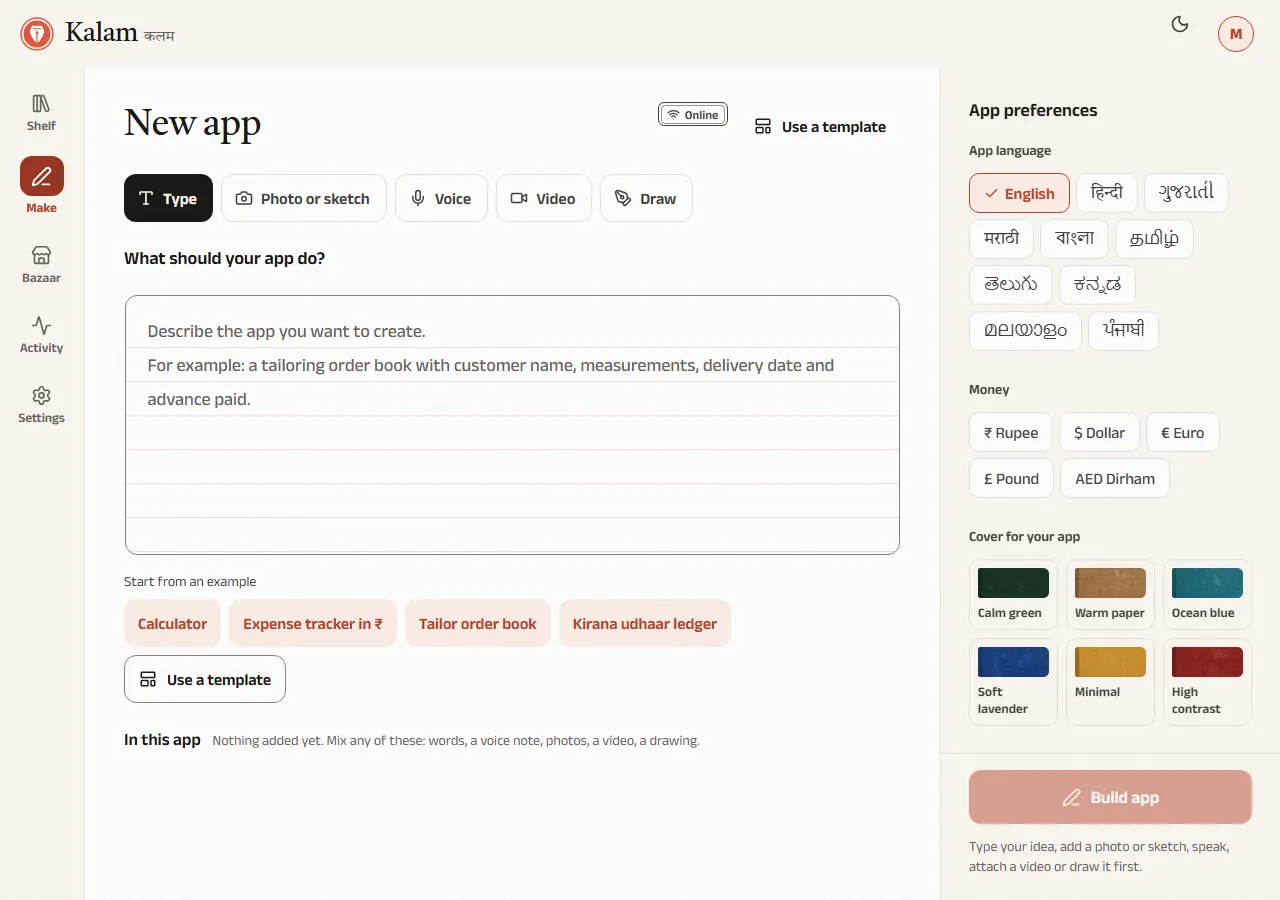 Kalam कलम
M
Shelf
Make
Bazaar
Activity
Settings
New app
Online
Use a template
Type
Photo or sketch
Voice
Video
Draw
What should your app do?
Describe the app you want to create.
For example: a tailoring order book with customer name, measurements, delivery date and
advance paid.
Start from an example
Calculator
Expense tracker in ₹
Tailor order book
Kirana udhaar ledger
Use a template
In this app Nothing added yet. Mix any of these: words, a voice note, photos, a video, a drawing.
App preferences
App language
English हिन्दी ગુજરાતી
मराठी বাংলা தமிழ்
తెలుగు ಕನ್ನಡ
മലയാളം ਪੰਜਾਬੀ
Money
₹ Rupee $ Dollar € Euro
£ Pound AED Dirham
Cover for your app
Calm green Warm paper Ocean blue
Soft lavender Minimal High contrast
Build app
Type your idea, add a photo or sketch, speak,
attach a video or draw it first.